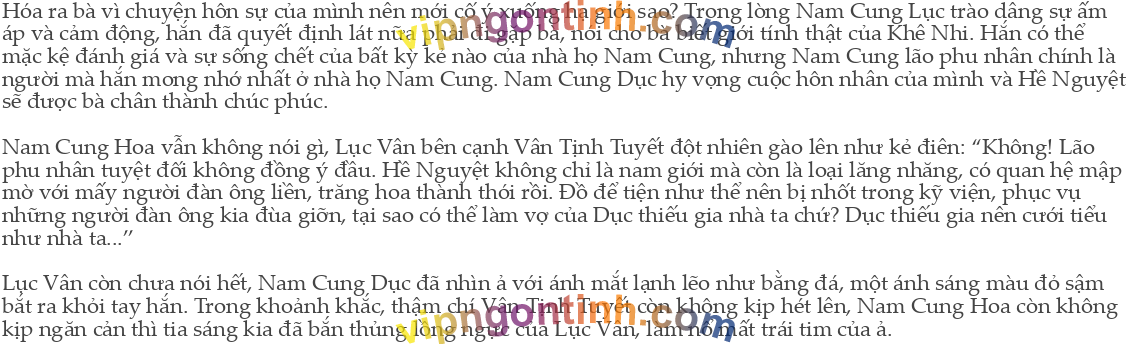 Hóa ra bà vì chuyện hôn sự của mình nên mới cố ý xuống hạ giới sao? Trong lòng Nam Cung Lục trào dâng sự ấm
áp và cảm động, hắn đã quyết định lát nữa phải đi gặp bà, nói cho bà biết giới tính thật của Khê Nhi. Hắn có thể
mặc kệ đánh giá và sự sống chết của bất kỳ kẻ nào của nhà họ Nam Cung, nhưng Nam Cung lão phu nhân chính là
người mà hắn mong nhớ nhất ở nhà họ Nam Cung. Nam Cung Dục hy vọng cuộc hôn nhân của mình và Hề Nguyệt
sẽ được bà chân thành chúc phúc.
Nam Cung Hoa vẫn không nói gì, Lục Vân bên cạnh Vân Tịnh Tuyết đột nhiên gào lên như kẻ điên: “Không! Lão
phu nhân tuyệt đối không đồng ý đâu. Hề Nguyệt không chỉ là nam giới mà còn là loại lăng nhăng, có quan hệ mập
mờ với mấy người đàn ông liền, trăng hoa thành thói rồi. Đồ đê tiện như thế nên bị nhốt trong kỹ viện, phục vụ
những người đàn ông kia đùa giỡn, tại sao có thể làm vợ của Dục thiếu gia nhà ta chứ? Dục thiếu gia nên cưới tiểu
như nhà ta...”
Lục Vân còn chưa nói hết, Nam Cung Dục đã nhìn ả với ánh mắt lạnh lẽo như băng đá, một ánh sáng màu đỏ sậm
bắt ra khỏi tay hắn. Trong khoảnh khắc, thậm chí Vân Tịnh Tuyết còn không kịp hét lên, Nam Cung Hoa còn không
kịp ngăn cản thì tia sáng kia đã bắn thủng lồng ngực của Lục Vân, làm nổ mất trái tim của ả.
vipngontinh.com
vipngontinh.com